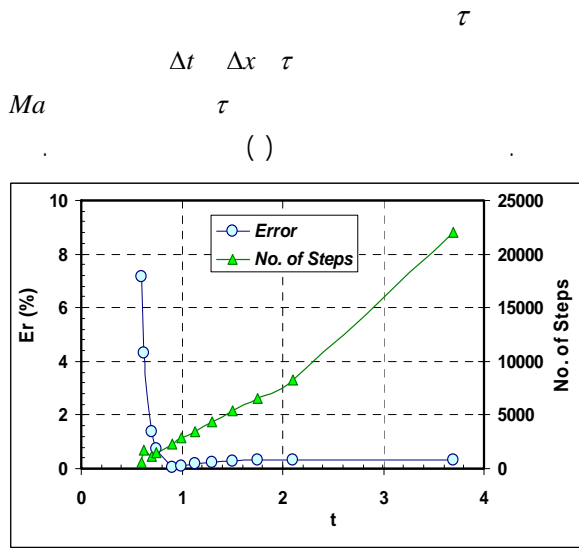 τ
Δt Δx τ
Ma τ
. ( ) .
10
8
6
4
2
0
Er (%)
25000
20000
15000
10000
5000
0
No. of Steps
Error
No. of Steps
0 1 2 3 4
t